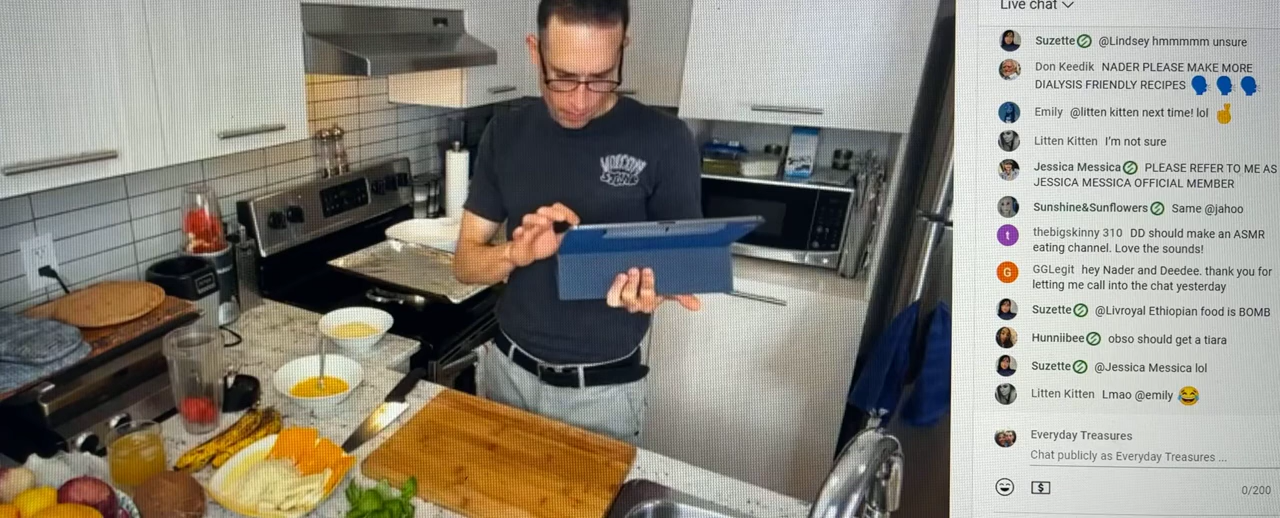 VOLCOM
STONE
Live chat
Suzette @Lindsey hmmmmm unsure
Don Keedik NADER PLEASE MAKE MORE
DIALYSIS FRIENDLY RECIPES
Emily @litten kitten next time! lol
Litten Kitten I'm not sure
Jessica Messica PLEASE REFER TO ME AS
JESSICA MESSICA OFFICIAL MEMBER
Sunshine&Sunflowers Same @jahoo
t thebigskinny 310 DD should make an ASMR
eating channel. Love the sounds!
G GGLegit hey Nader and Deedee. thank you for
letting me call into the chat yesterday
Suzette @Livroyal Ethiopian food is BOMB
Hunniibee obso should get a tiara
Suzette @Jessica Messica lol
Litten Kitten Lmao @emily
Everyday Treasures
Chat publicly as Everyday Treasures ...
$ 0/200